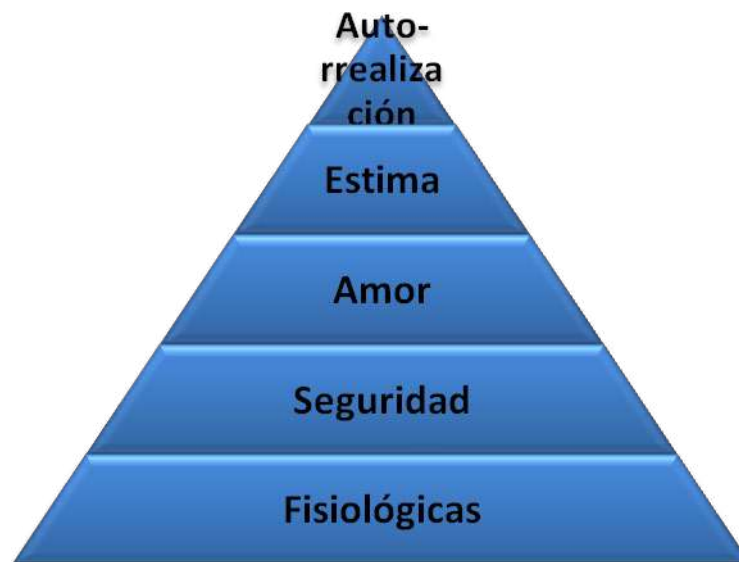 Auto-
rrealiza
ción
Estima
Amor
Seguridad
Fisiológicas